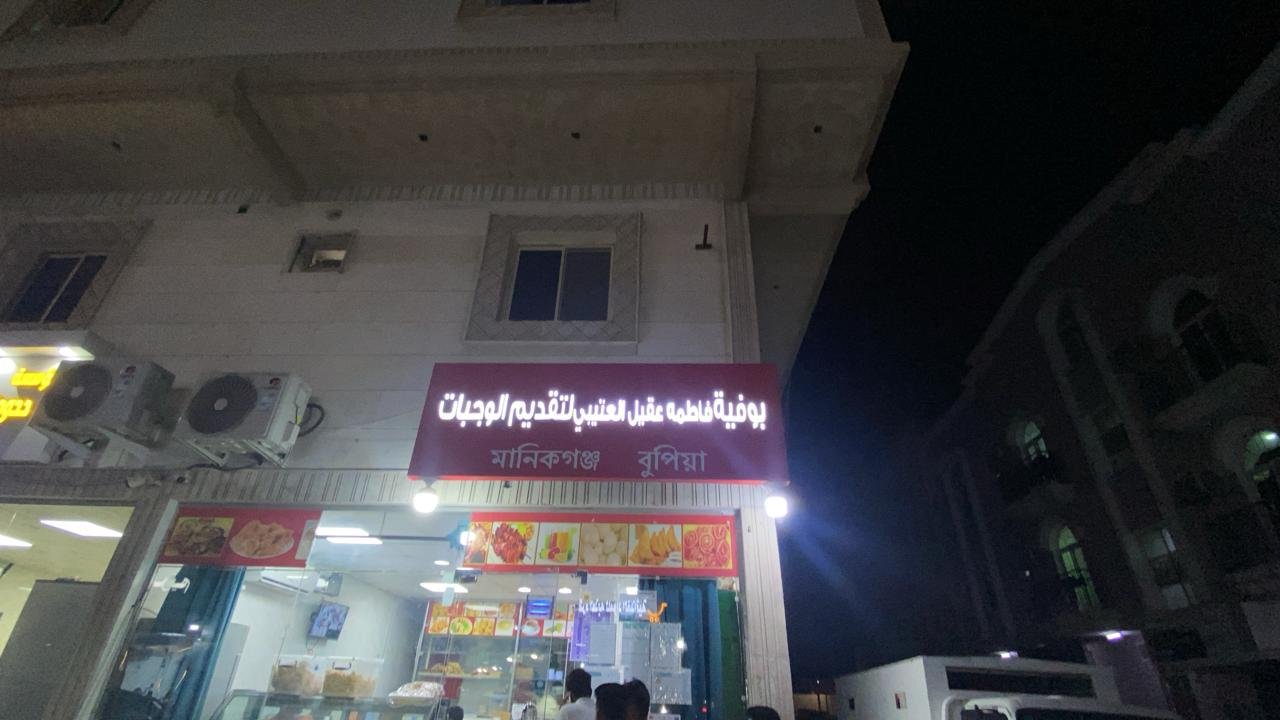 بوفية فاطمه عقيل العتيبي لتقديم الوجبات
মানিকগঞ্জ বুপিয়া